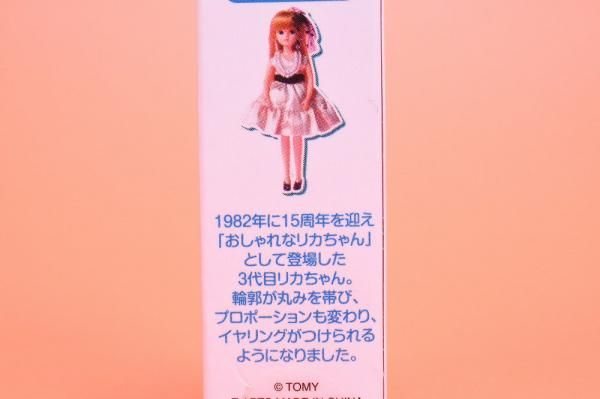 1982年に15周年を迎え
「おしゃれなリカちゃん」
として登場した
3代目リカちゃん。
輪郭が丸みを帯び、
プロポーションも変わり、
イヤリングがつけられる
ようになりました。
© TOMY